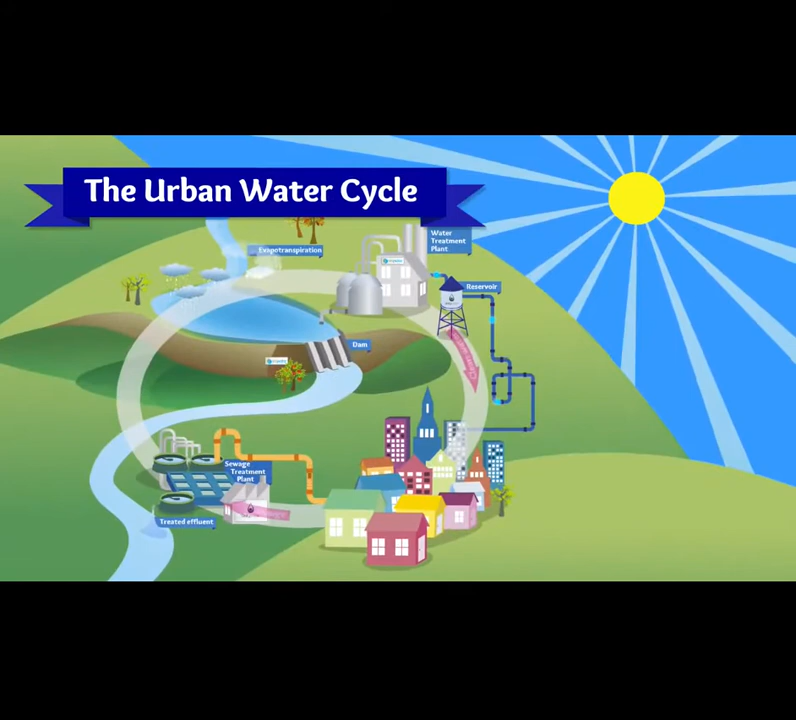 The Urban Water Cycle
Evapotranspiration
Water
Treatment
Plant
Reservoir
Dam
Sewage
Treatment
Plant
Treated effluent